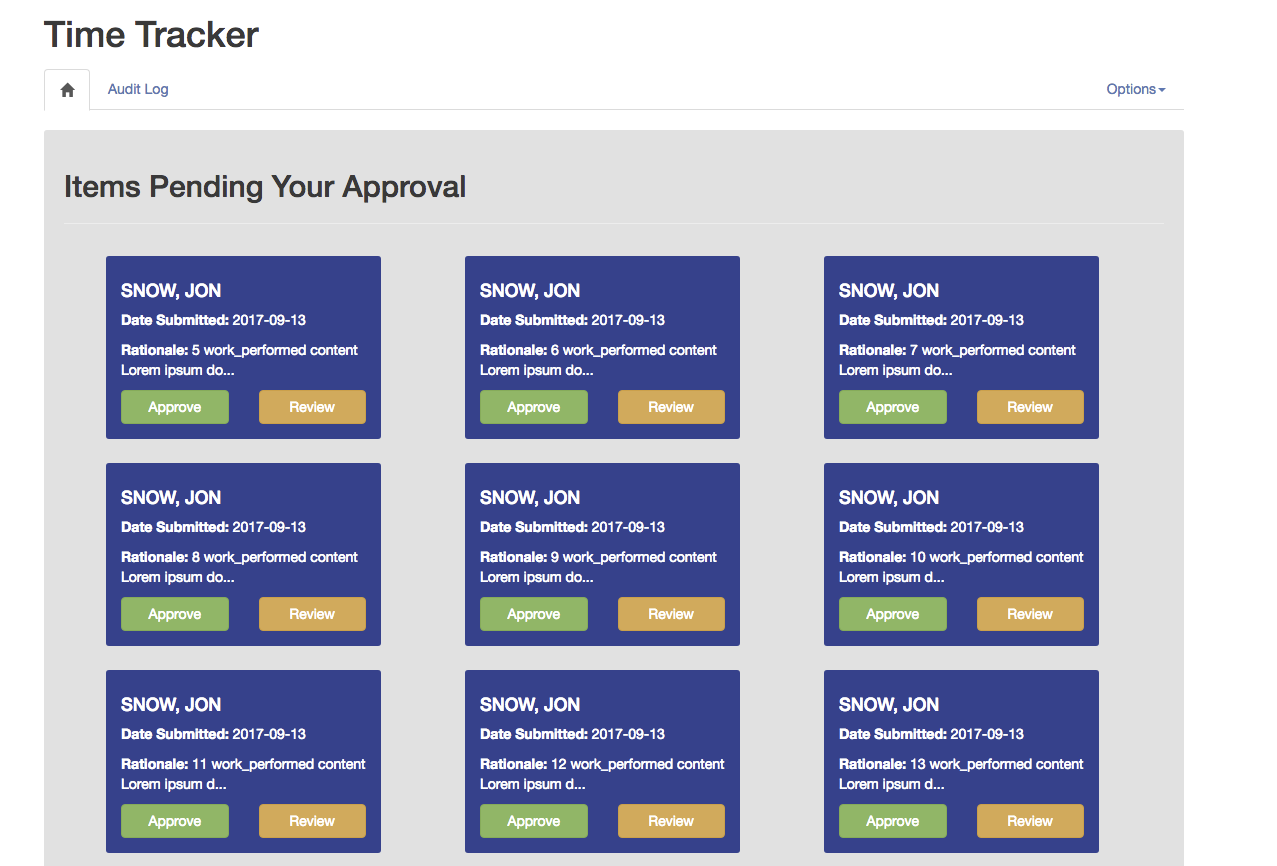 Time Tracker
Audit Log
Options
Items Pending Your Approval
SNOW, JON
Date Submitted: 2017-09-13
Rationale: 5 work_performed content
Lorem ipsum do...
Approve
Review
SNOW, JON
Date Submitted: 2017-09-13
Rationale: 6 work_performed content
Lorem ipsum do...
Approve
Review
SNOW, JON
Date Submitted: 2017-09-13
Rationale: 7 work_performed content
Lorem ipsum do...
Approve
Review
SNOW, JON
Date Submitted: 2017-09-13
Rationale: 8 work_performed content
Lorem ipsum do...
Approve
Review
SNOW, JON
Date Submitted: 2017-09-13
Rationale: 9 work_performed content
Lorem ipsum do...
Approve
Review
SNOW, JON
Date Submitted: 2017-09-13
Rationale: 10 work_performed content
Lorem ipsum d...
Approve
Review
SNOW, JON
Date Submitted: 2017-09-13
Rationale: 11 work_performed content
Lorem ipsum d...
Approve
Review
SNOW, JON
Date Submitted: 2017-09-13
Rationale: 12 work_performed content
Lorem ipsum d...
Approve
Review
SNOW, JON
Date Submitted: 2017-09-13
Rationale: 13 work_performed content
Lorem ipsum d...
Approve
Review